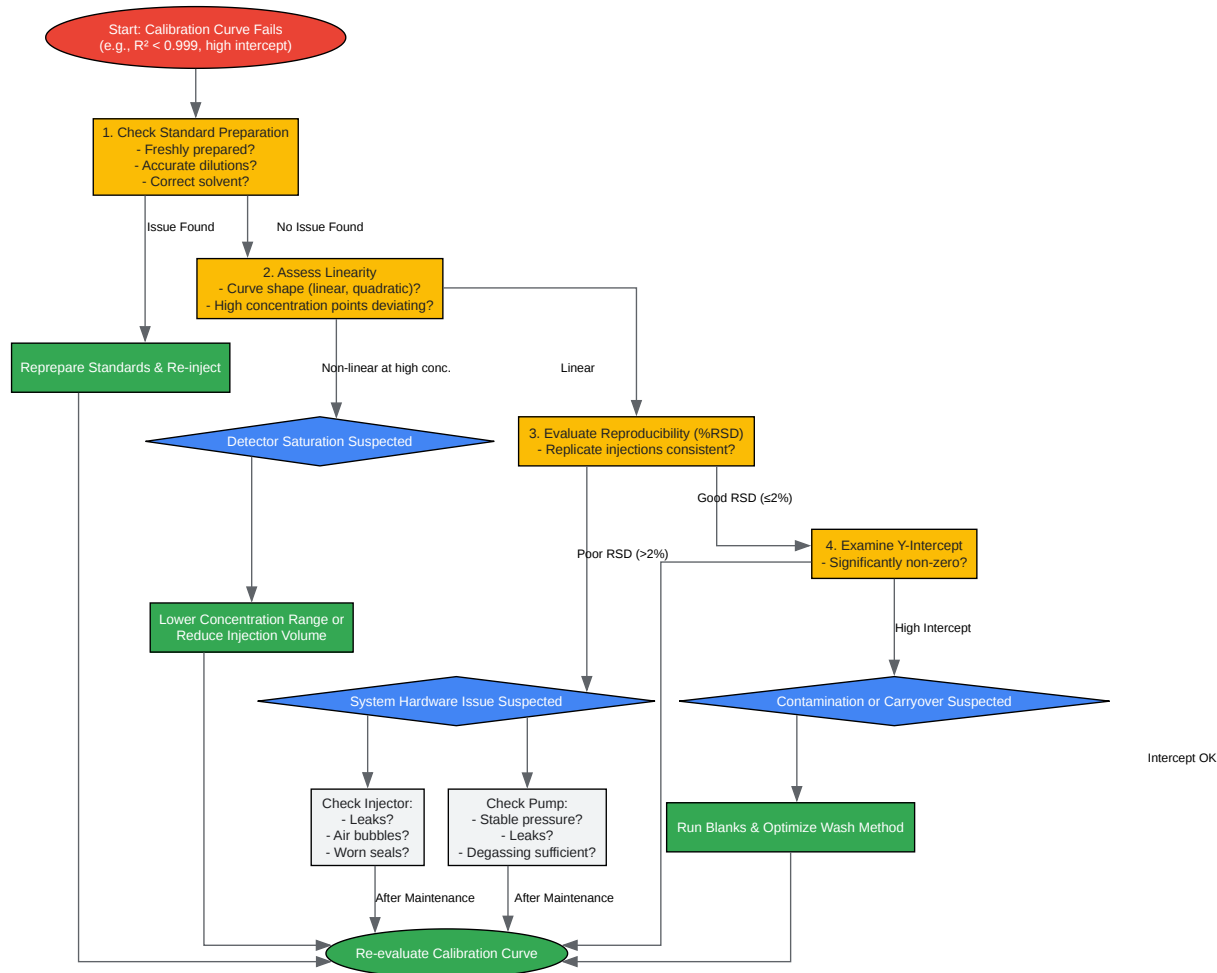 Start: Calibration Curve Fails
(e.g., R² < 0.999, high intercept)
1. Check Standard Preparation
- Freshly prepared?
- Accurate dilutions?
- Correct solvent?
Issue Found
No Issue Found
2. Assess Linearity
- Curve shape (linear, quadratic)?
- High concentration points deviating?
Reprepare Standards & Re-inject
Non-linear at high conc.
Linear
Detector Saturation Suspected
3. Evaluate Reproducibility (%RSD)
- Replicate injections consistent?
Good RSD (≤2%)
Poor RSD (>2%)
4. Examine Y-Intercept
- Significantly non-zero?
Lower Concentration Range or
Reduce Injection Volume
High Intercept
System Hardware Issue Suspected
Contamination or Carryover Suspected
Intercept OK
Check Injector:
- Leaks?
- Air bubbles?
- Worn seals?
Check Pump:
- Stable pressure?
- Leaks?
- Degassing sufficient?
Run Blanks & Optimize Wash Method
After Maintenance
After Maintenance
Re-evaluate Calibration Curve